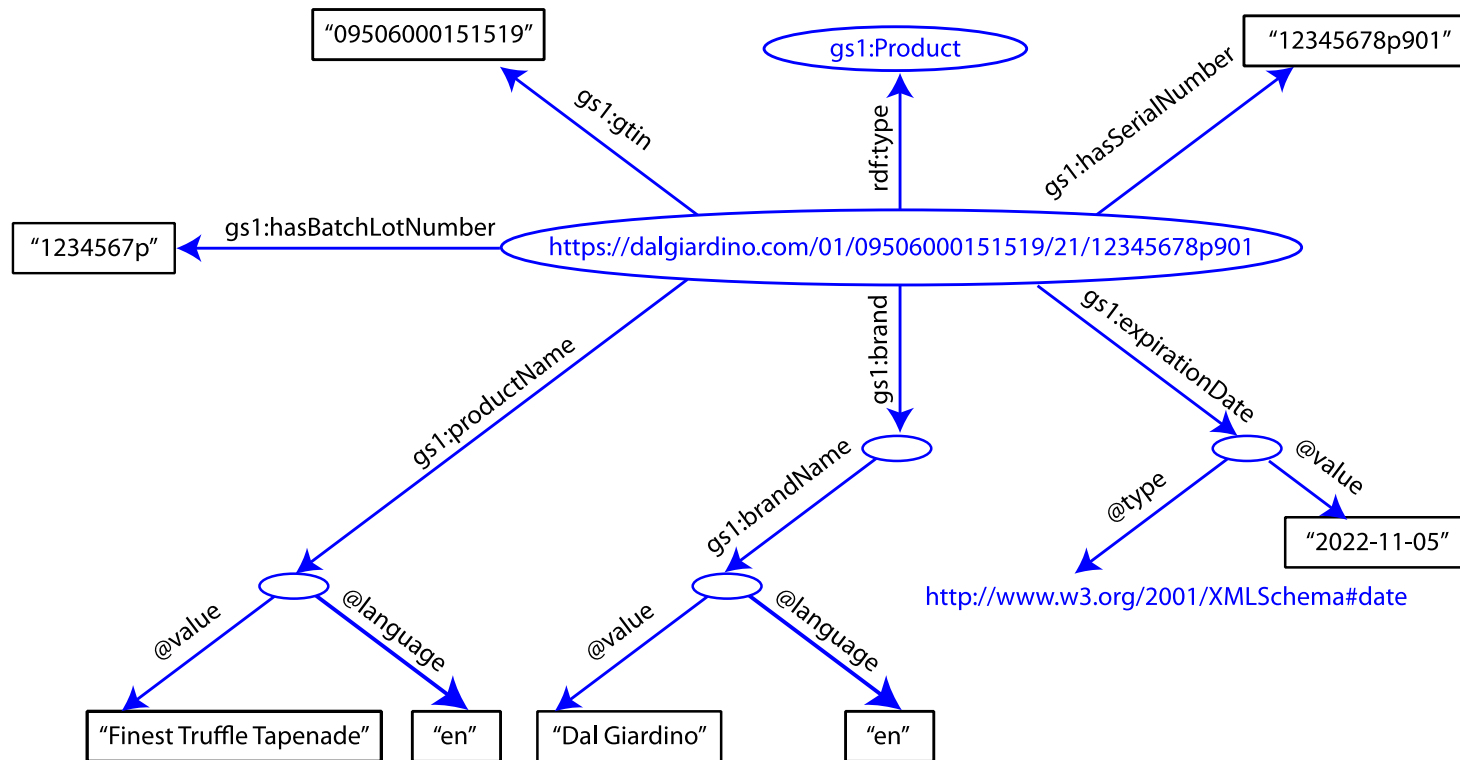 “09506000151519”
gs1:Product
“12345678p901”
gs1:gtin
rdf:type
gs1:hasSerialNumber
“1234567p”
gs1:hasBatchLotNumber
https://dalgiardino.com/01/09506000151519/21/12345678p901
gs1:productName
gs1:brand
gs1:expirationDate
gs1:brandName
@type
@value
“2022-11-05”
http://www.w3.org/2001/XMLSchema#date
@value
@language
@value
@language
“Finest Truffle Tapenade”
“en”
“Dal Giardino”
“en”